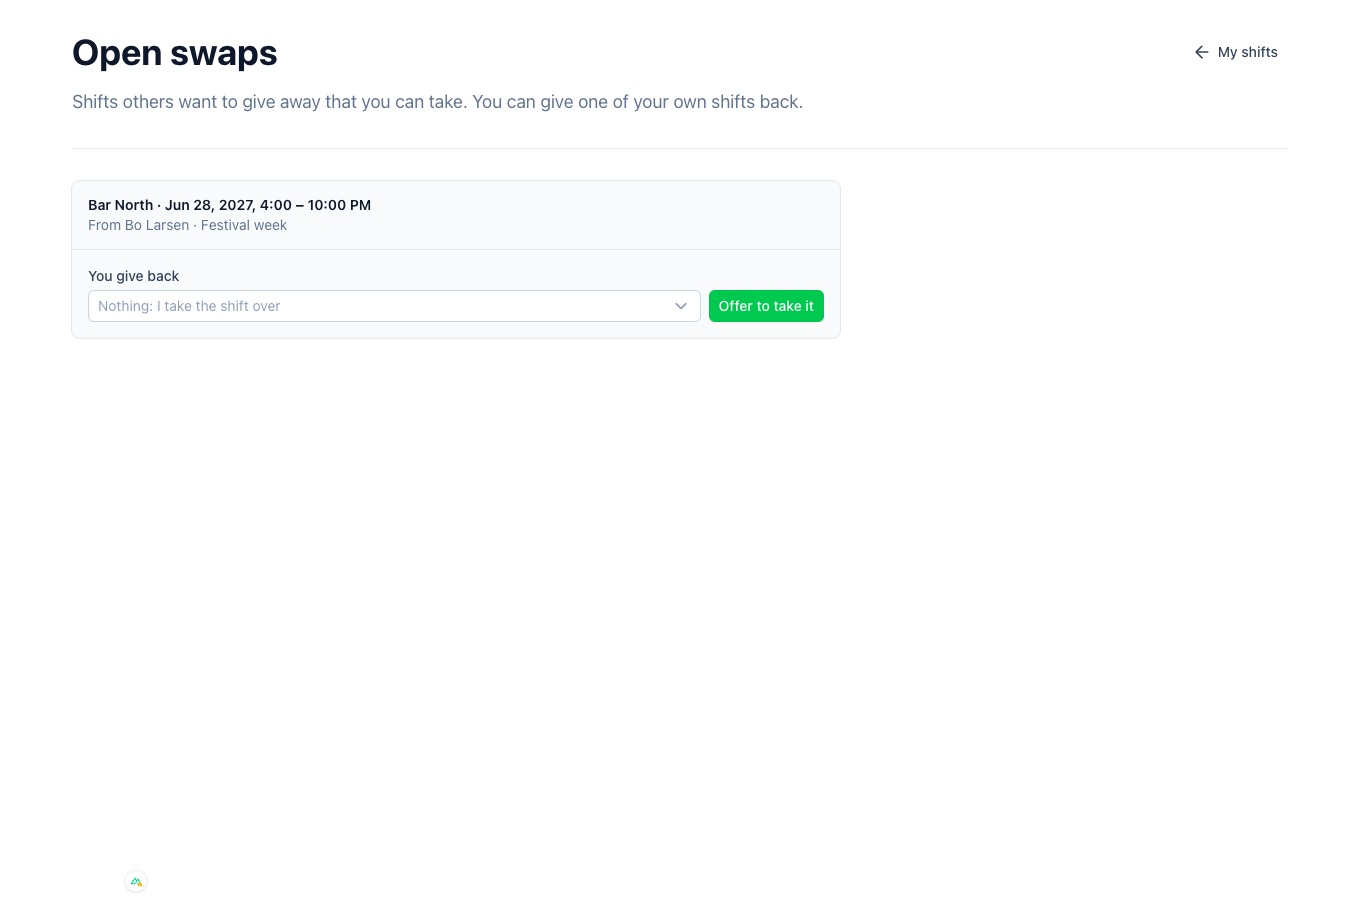 Open swaps
My shifts
Shifts others want to give away that you can take. You can give one of your own shifts back.
Bar North · Jun 28, 2027, 4:00 – 10:00 PM
From Bo Larsen · Festival week
You give back
Nothing: I take the shift over
Offer to take it